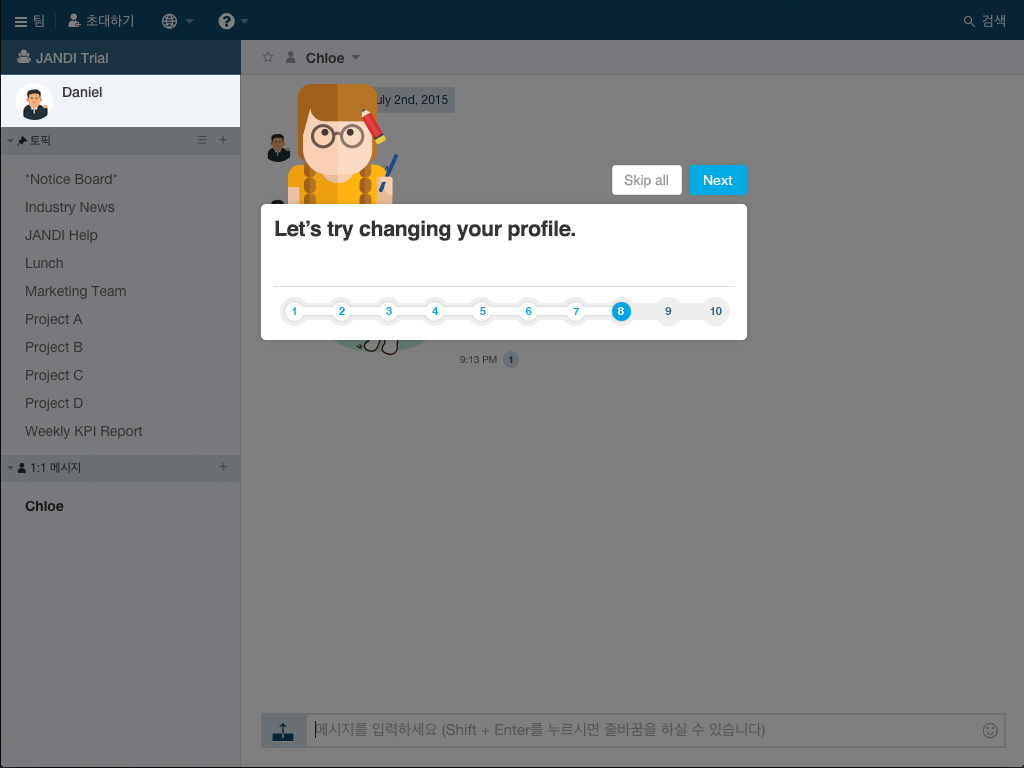 팀
초대하기
?
검색
JANDI Trial
Chloe
Daniel
uly 2nd, 2015
토픽
*Notice Board*
Industry News
JANDI Help
Lunch
Marketing Team
Project A
Project B
Project C
Project D
Weekly KPI Report
1:1 메시지
Chloe
Skip all
Next
Let's try changing your profile.
1 2 3 4 5 6 7 8 9 10
9:13 PM 1
메시지를 입력하세요 (Shift + Enter를 누르시면 줄바꿈을 하실 수 있습니다)